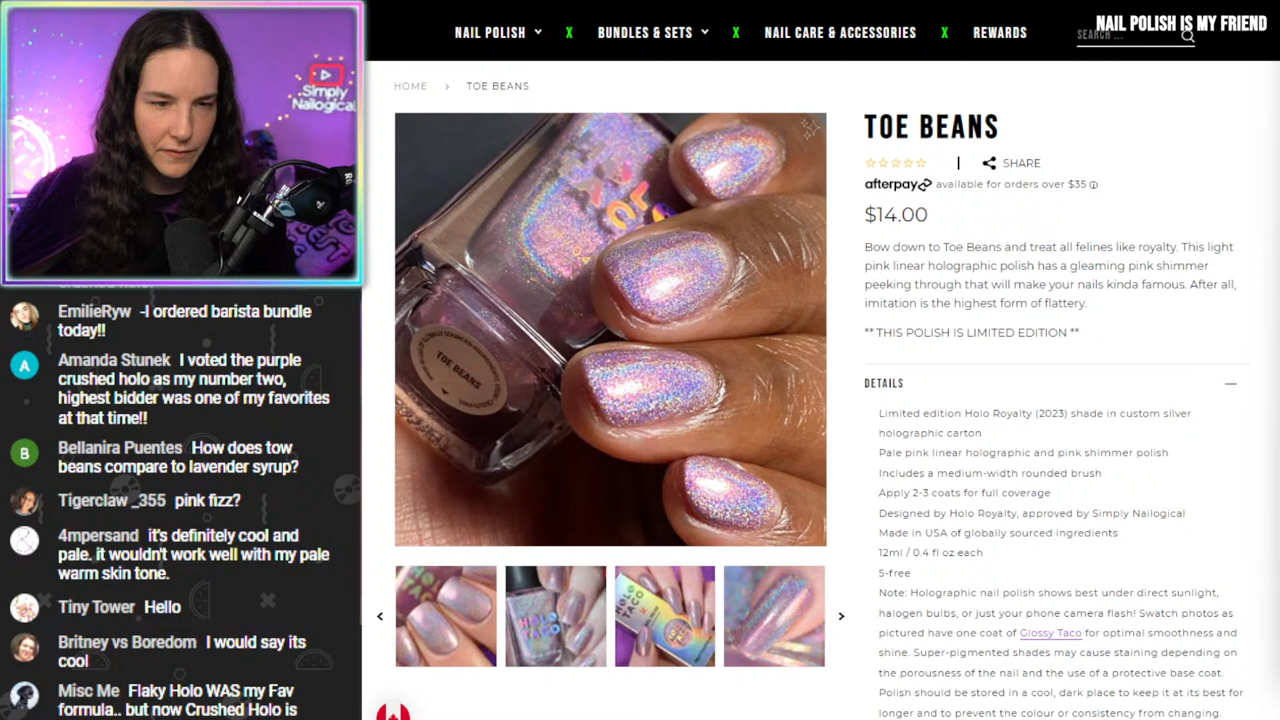 Simply
Nailogical
EmilieRyw -I ordered barista bundle
today!!
Amanda Stunek I voted the purple
crushed holo as my number two,
highest bidder was one of my favorites
at that time!!
Bellanira Puentes How does tow
beans compare to lavender syrup?
Tigerclaw _355 pink fizz?
4mpersand it's definitely cool and
pale. it wouldn't work well with my pale
warm skin tone.
Tiny Tower Hello
Britney vs Boredom I would say its
cool
Misc Me Flaky Holo WAS my Fav
formula.. but now Crushed Holo is
NAIL POLISH X BUNDLES & SETS X NAIL CARE & ACCESSORIES X REWARDS
NAIL POLISH IS MY FRIEND
SEARCH ...
HOME › TOE BEANS
TOE BEANS
HOLO
TACO
HOLO
TACO
TOE BEANS
| SHARE
afterpay available for orders over $35
$14.00
Bow down to Toe Beans and treat all felines like royalty. This light
pink linear holographic polish has a gleaming pink shimmer
peeking through that will make your nails kinda famous. After all,
imitation is the highest form of flattery.
** THIS POLISH IS LIMITED EDITION **
DETAILS
Limited edition Holo Royalty (2023) shade in custom silver
holographic carton
Pale pink linear holographic and pink shimmer polish
Includes a medium-width rounded brush
Apply 2-3 coats for full coverage
Designed by Holo Royalty, approved by Simply Nailogical
Made in USA of globally sourced ingredients
12ml / 0.4 fl oz each
5-free
Note: Holographic nail polish shows best under direct sunlight,
halogen bulbs, or just your phone camera flash! Swatch photos as
pictured have one coat of Glossy Taco for optimal smoothness and
shine. Super-pigmented shades may cause staining depending on
the porousness of the nail and the use of a protective base coat.
Polish should be stored in a cool, dark place to keep it at its best for
longer and to prevent the colour or consistency from changing.